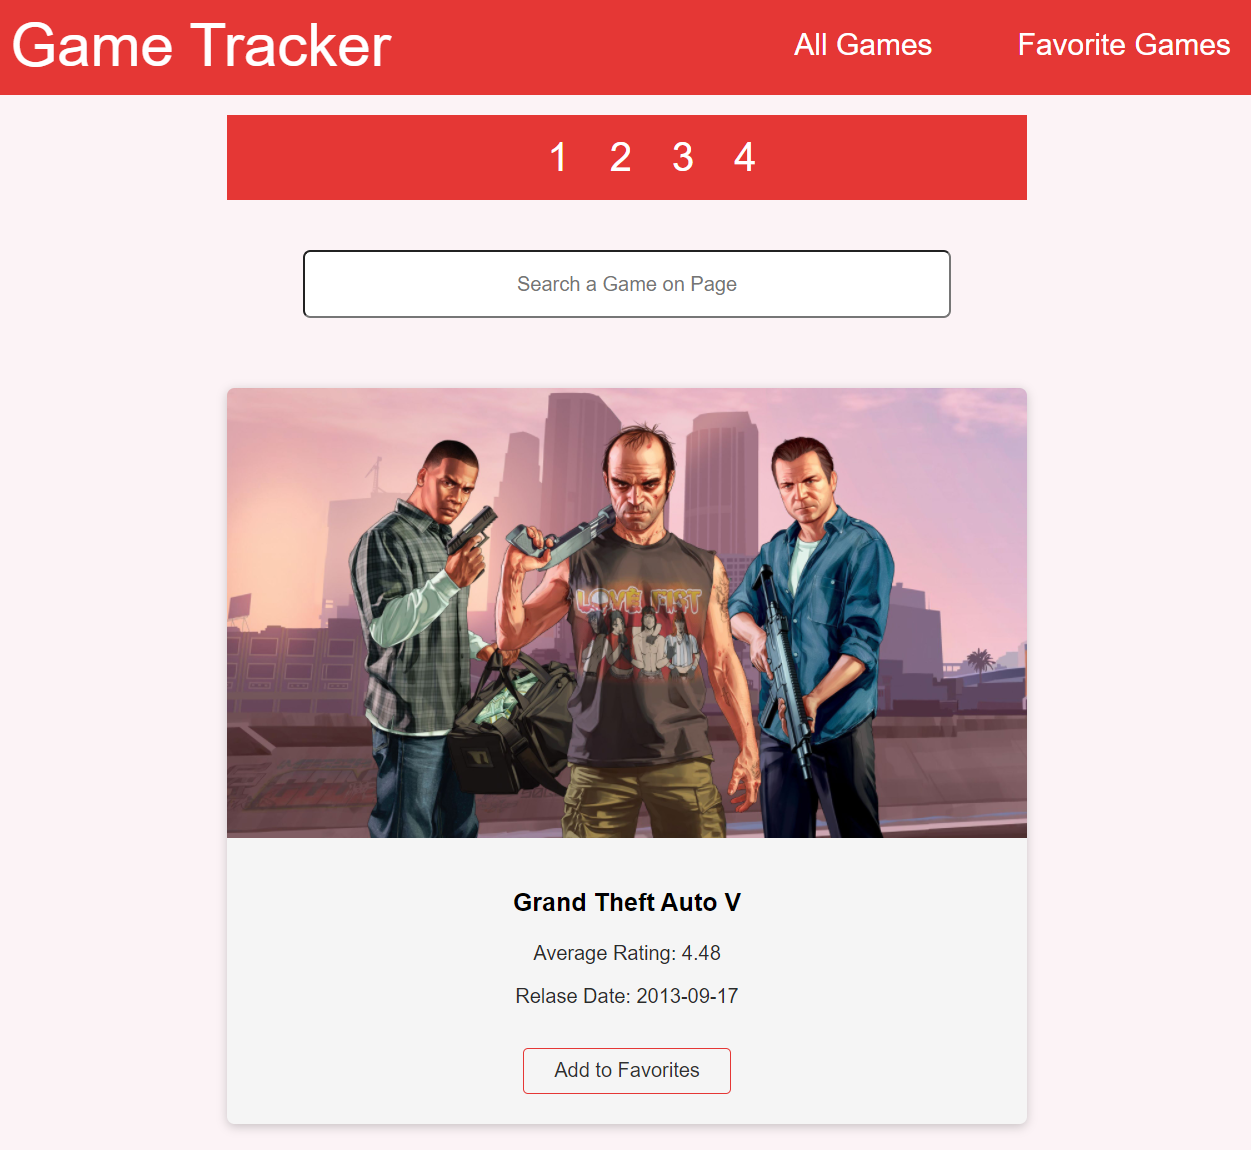 Game Tracker
All Games
Favorite Games
1 2 3 4
Search a Game on Page
LOVE FIST
Grand Theft Auto V
Average Rating: 4.48
Relase Date: 2013-09-17
Add to Favorites